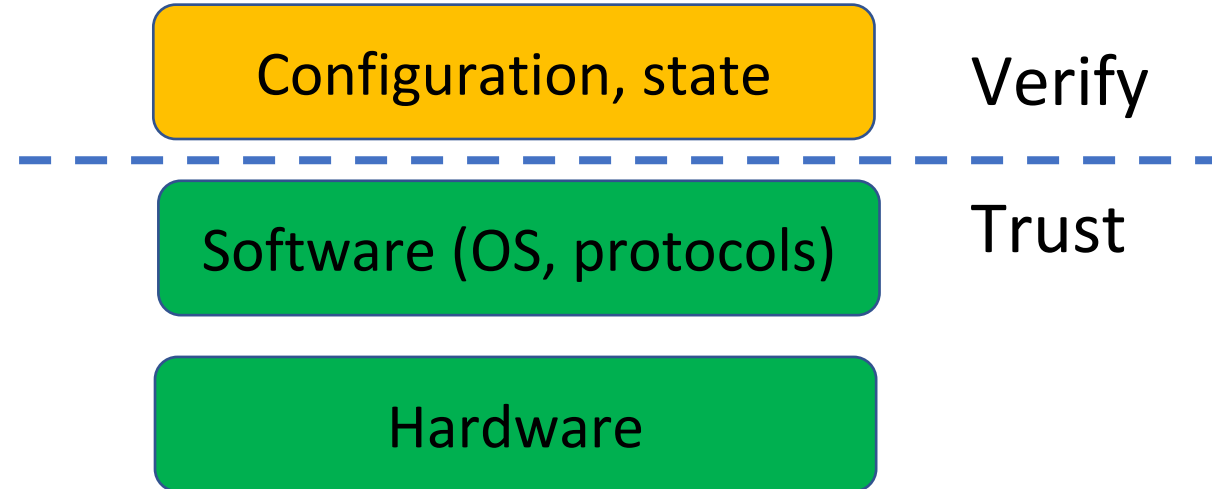 Configuration, state
Verify
Software (OS, protocols)
Trust
Hardware